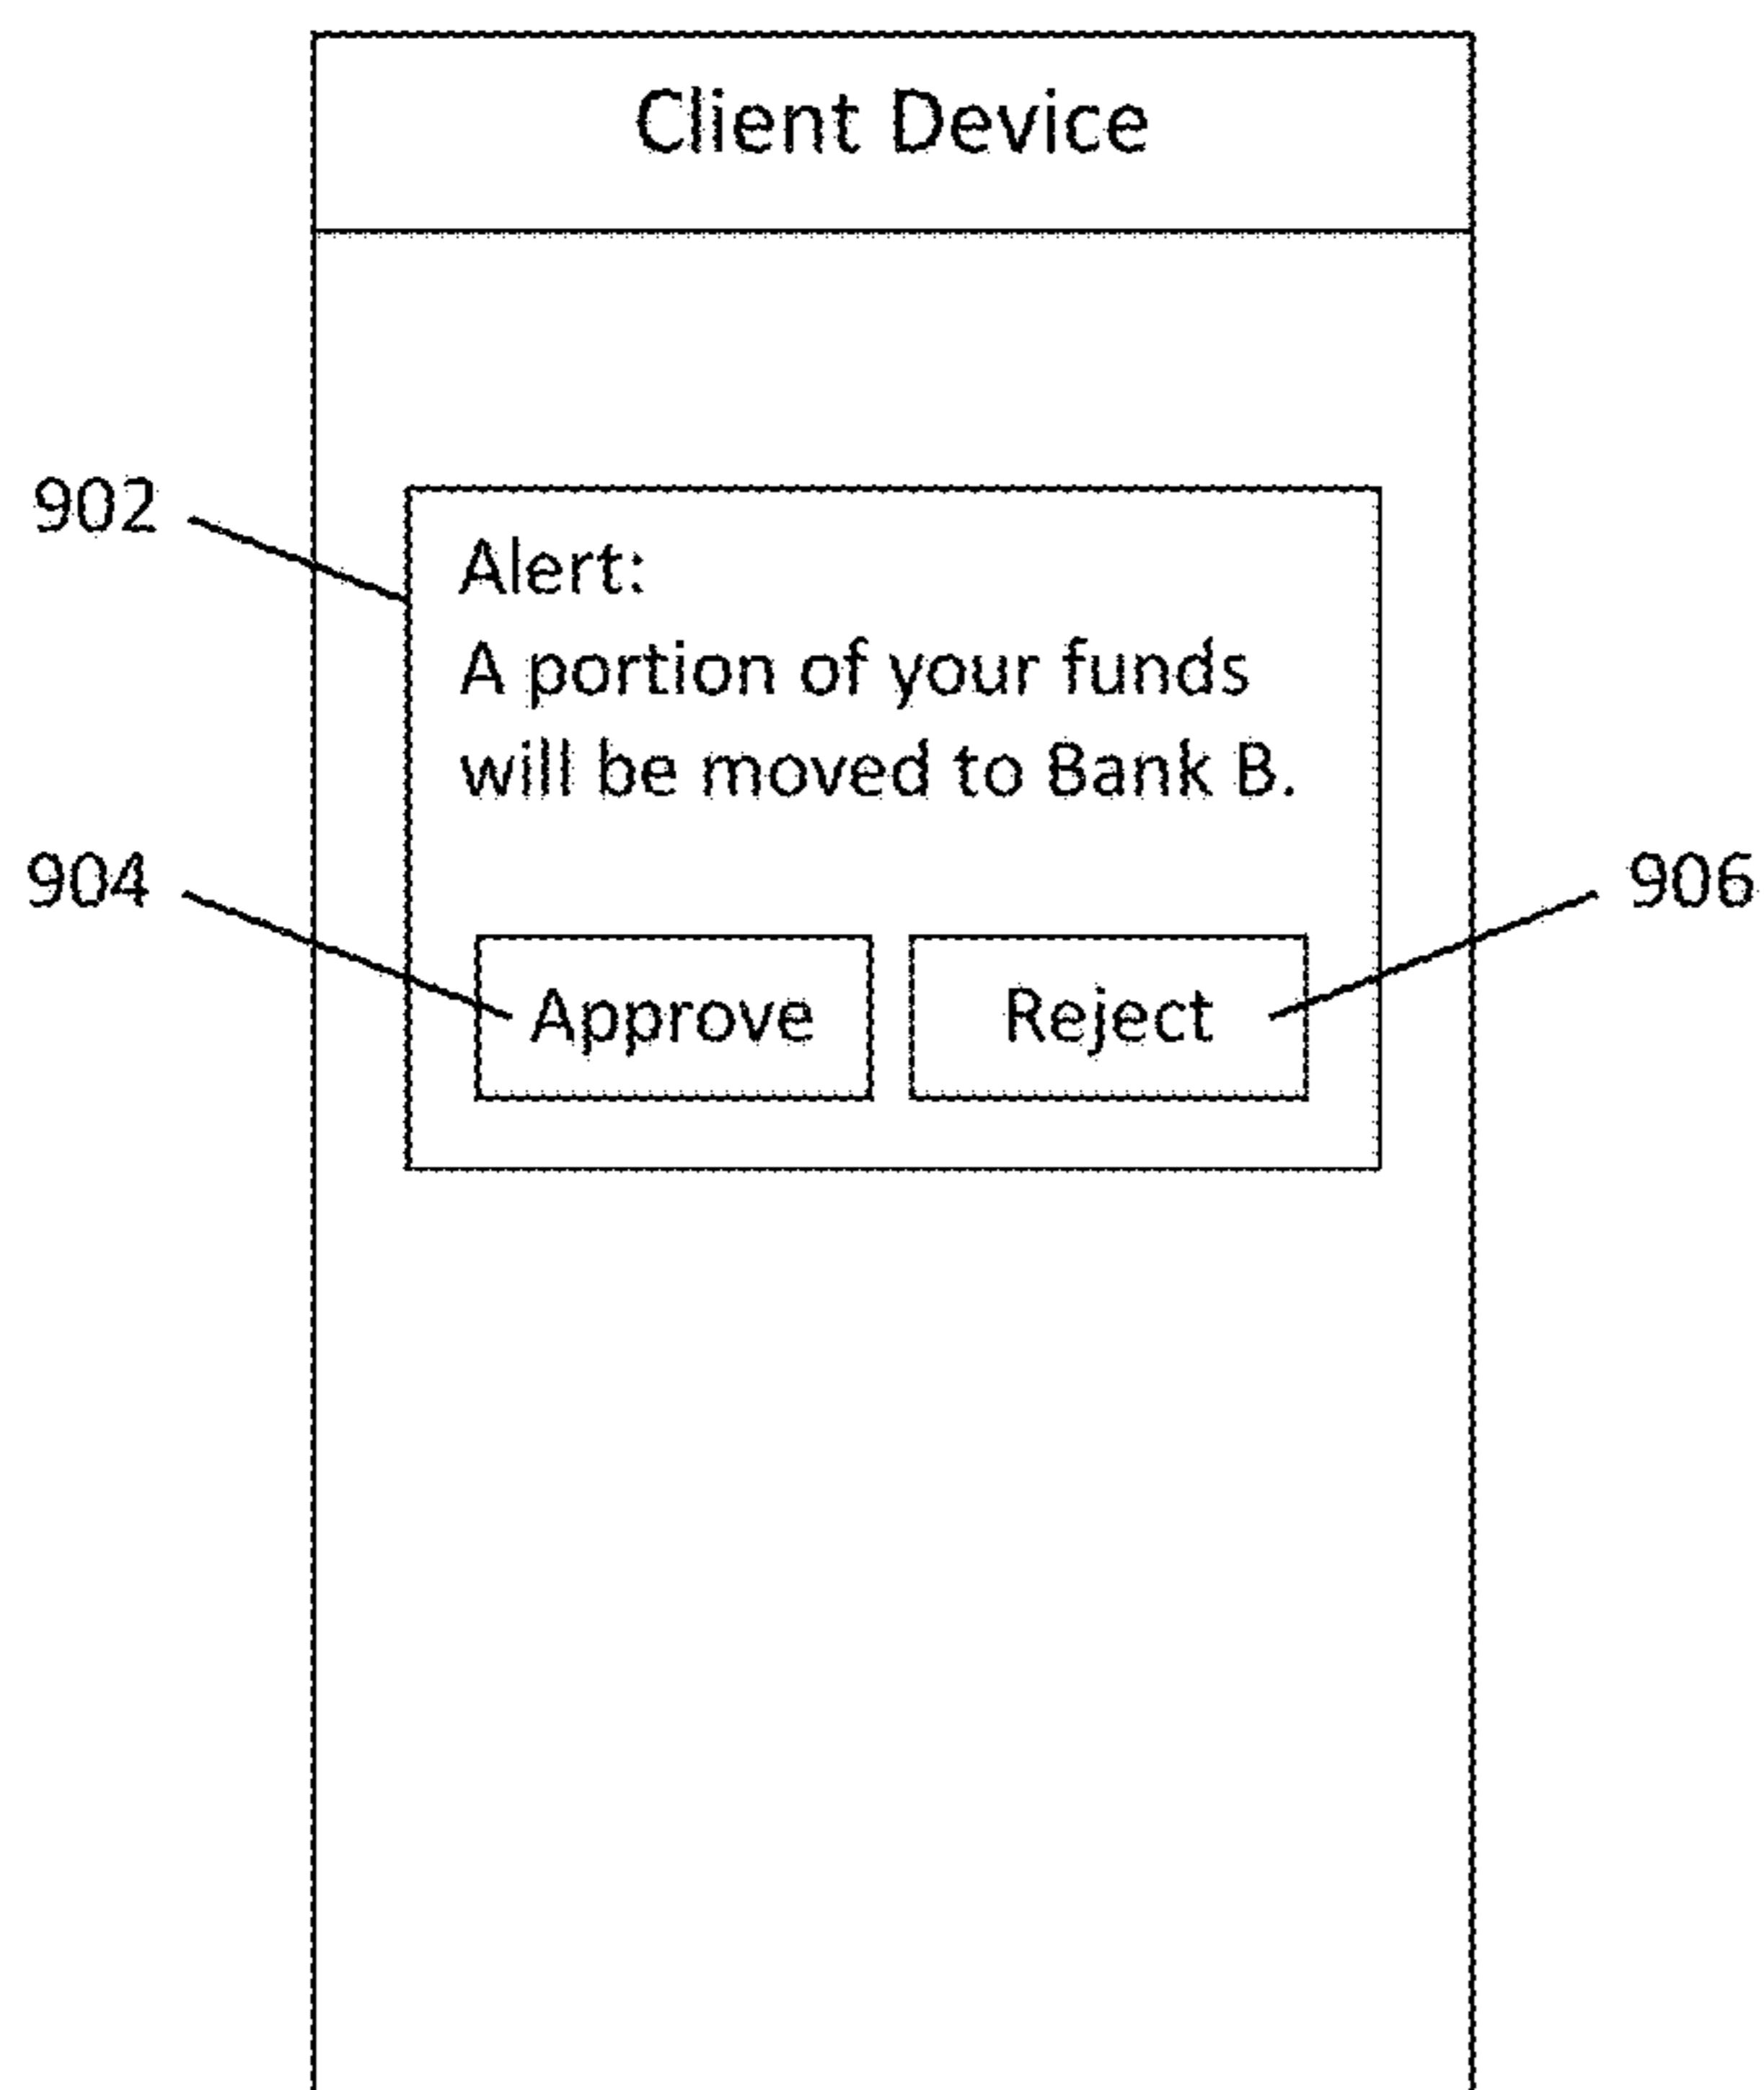 Client Device
902
Alert:
A portion of your funds
will be moved to Bank B.
904
906
Approve
Reject